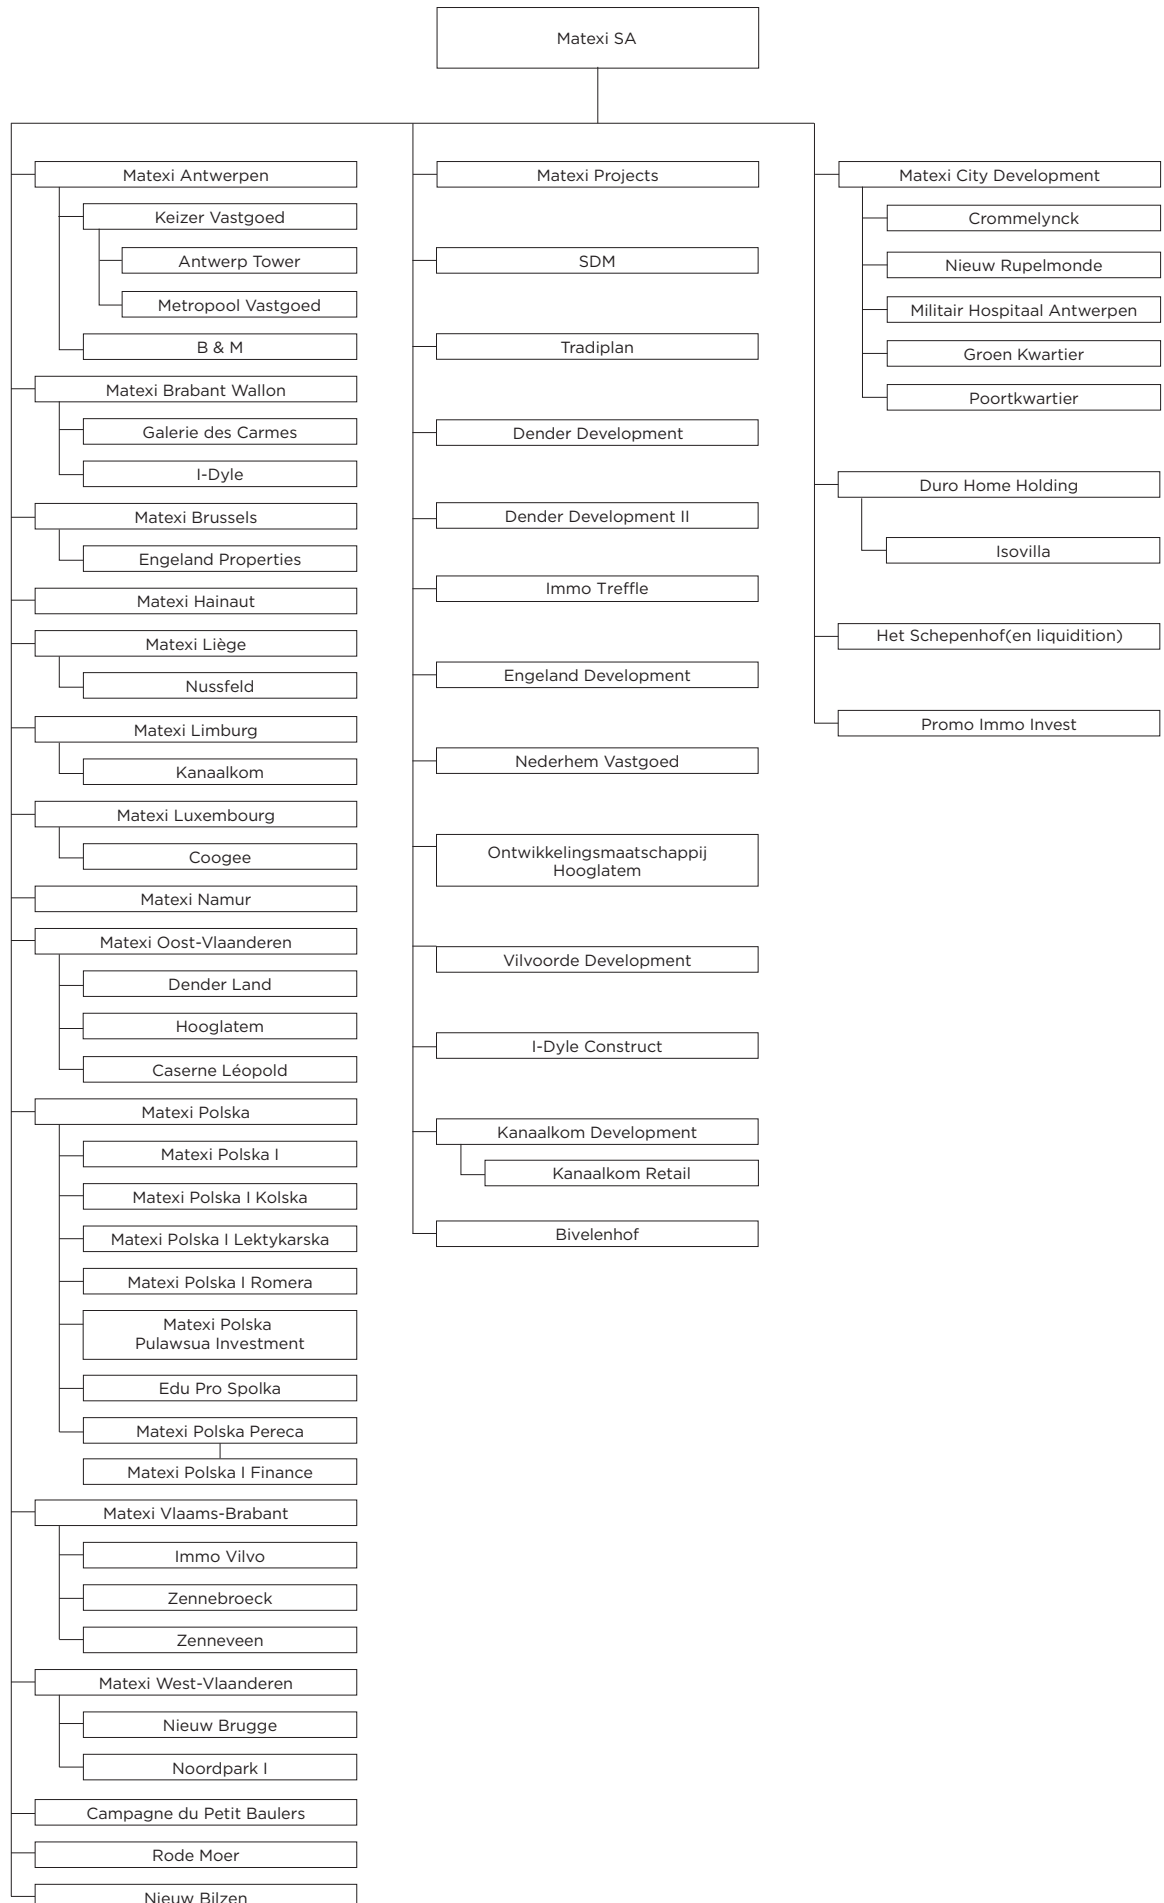 Matexi SA
Matexi Antwerpen
Keizer Vastgoed
Antwerp Tower
Metropool Vastgoed
B & M
Matexi Brabant Wallon
Galerie des Carmes
I-Dyle
Matexi Brussels
Engeland Properties
Matexi Hainaut
Matexi Liège
Nussfeld
Matexi Limburg
Kanaalkom
Matexi Luxembourg
Coogee
Matexi Namur
Matexi Oost-Vlaanderen
Dender Land
Hooglatem
Caserne Léopold
Matexi Polska
Matexi Polska I
Matexi Polska I Kolska
Matexi Polska I Lektykarska
Matexi Polska I Romera
Matexi Polska
Pulawsua Investment
Edu Pro Spolka
Matexi Polska Pereca
Matexi Polska I Finance
Matexi Vlaams-Brabant
Immo Vilvo
Zennebroeck
Zenneveen
Matexi West-Vlaanderen
Nieuw Brugge
Noordpark I
Campagne du Petit Baulers
Rode Moer
Nieuw Bilzen
Matexi Projects
SDM
Tradiplan
Dender Development
Dender Development II
Immo Treffle
Engeland Development
Nederhem Vastgoed
Ontwikkelingsmaatschappij
Hooglatem
Vilvoorde Development
I-Dyle Construct
Kanaalkom Development
Kanaalkom Retail
Bivelenhof
Matexi City Development
Crommelynck
Nieuw Rupelmonde
Militair Hospitaal Antwerpen
Groen Kwartier
Poortkwartier
Duro Home Holding
Isovilla
Het Schepenhof(en liquidition)
Promo Immo Invest